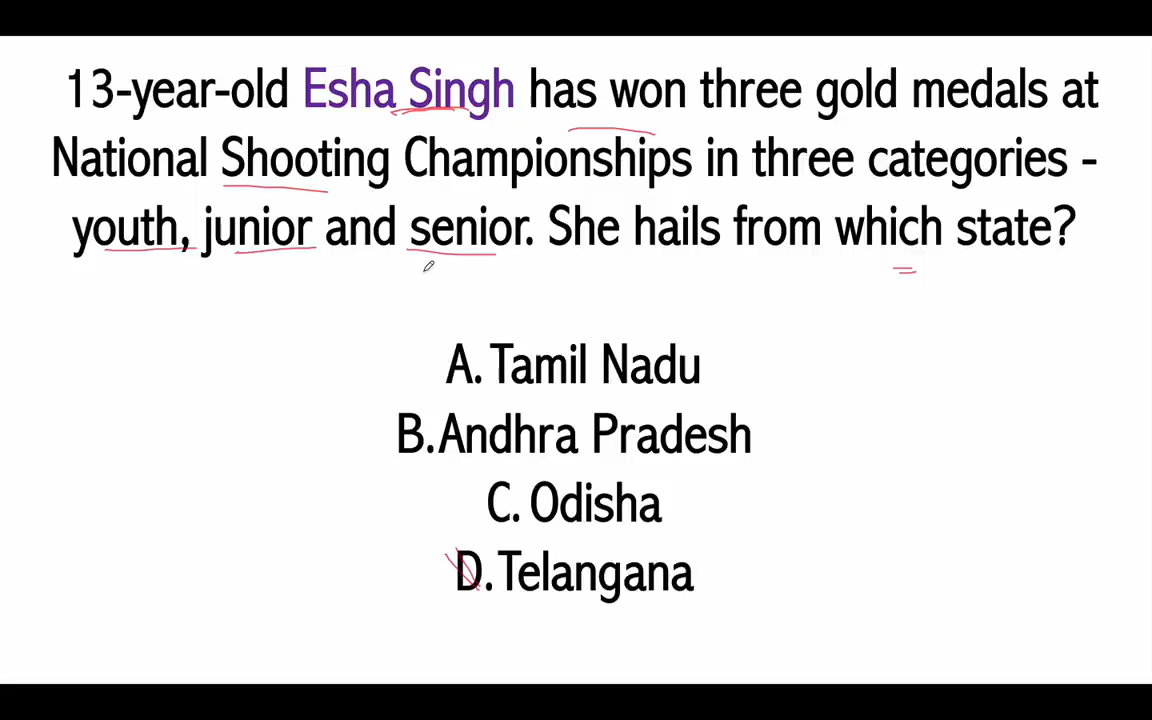 13-year-old Esha Singh has won three gold medals at
National Shooting Championships in three categories -
youth, junior and senior. She hails from which state?
A. Tamil Nadu
B.Andhra Pradesh
C. Odisha
D.Telangana